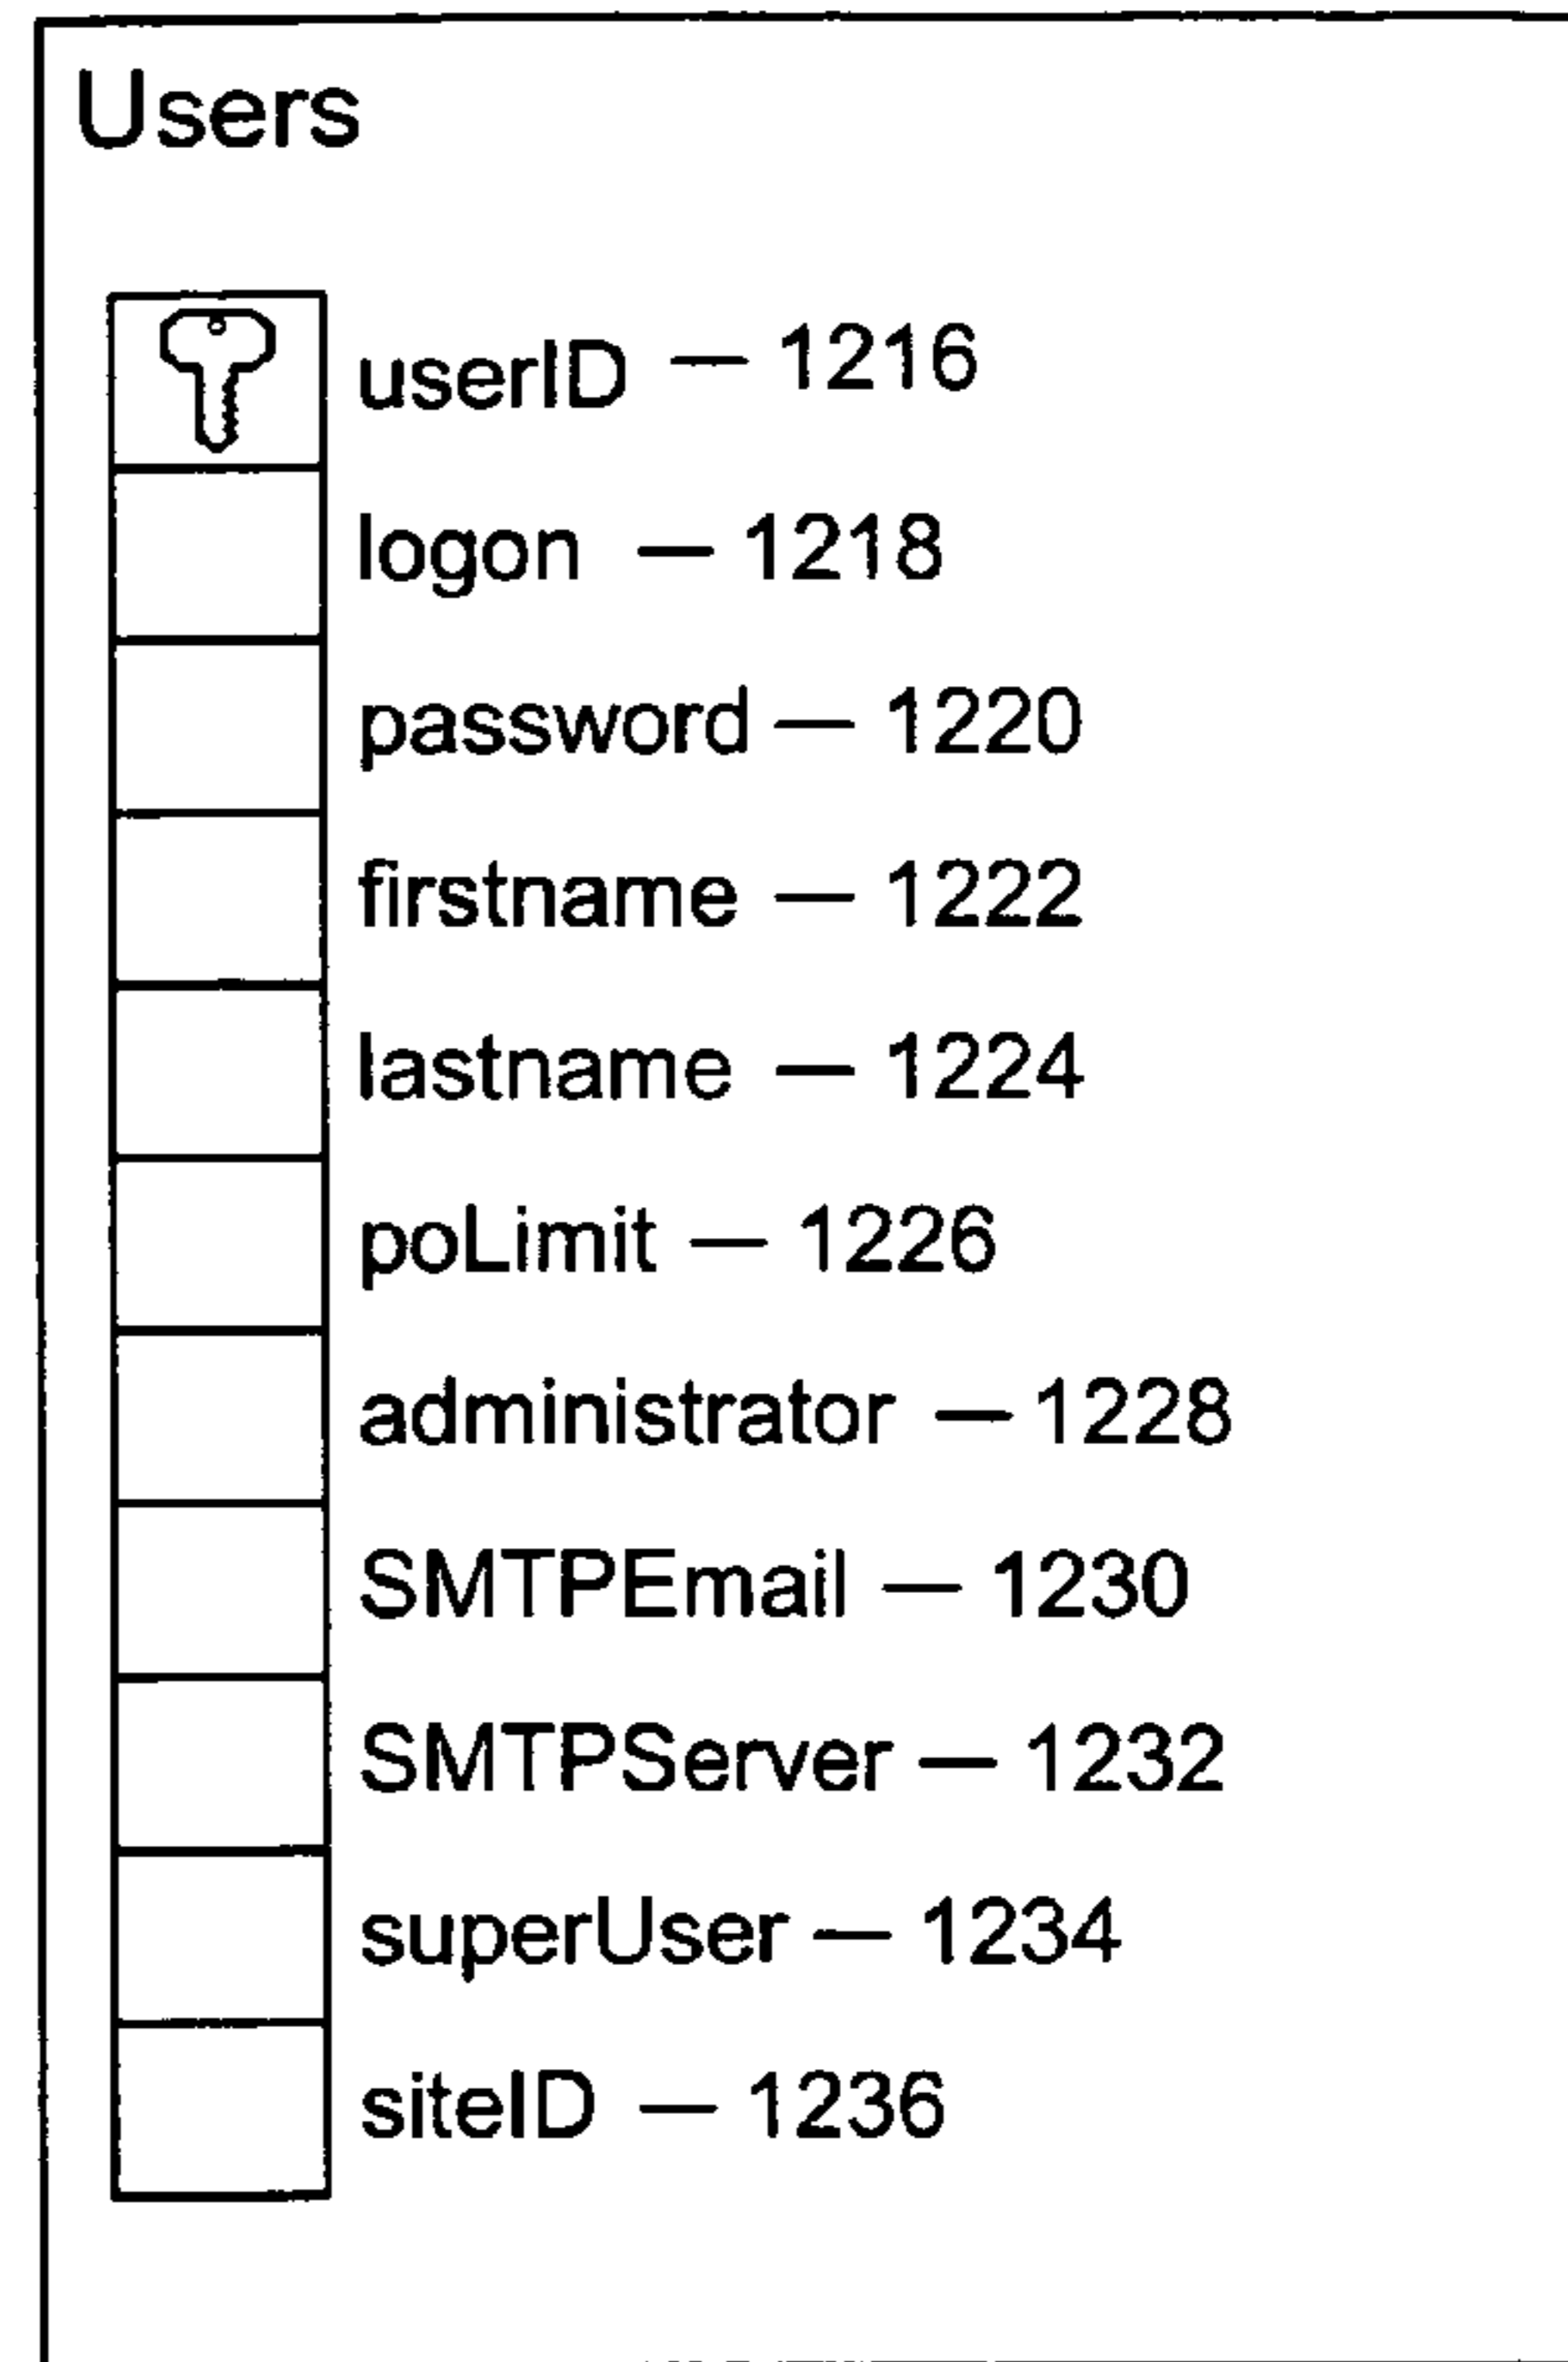 Users
userID — 1216
logon — 1218
password — 1220
firstname — 1222
lastname — 1224
poLimit — 1226
administrator — 1228
SMTPEmail — 1230
SMTPServer — 1232
superUser — 1234
siteID — 1236